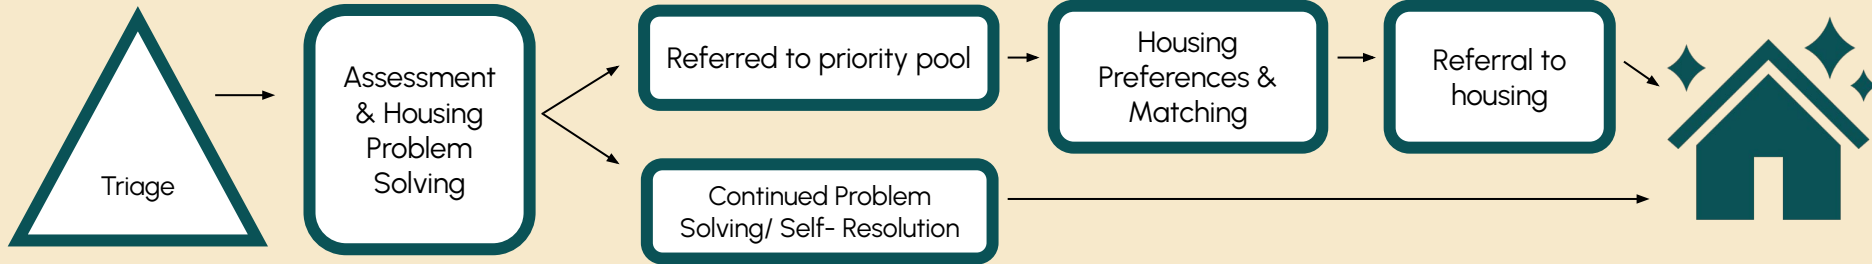 Triage
Assessment
& Housing
Problem
Solving
Referred to priority pool
Continued Problem
Solving/ Self- Resolution
Housing
Preferences &
Matching
Referral to
housing